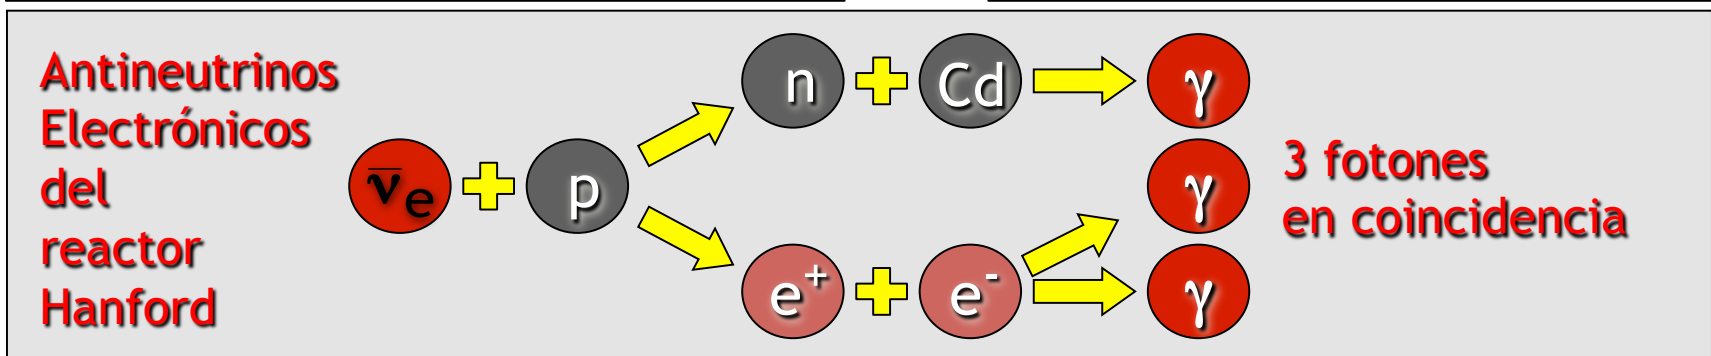 Antineutrinos
Electrónicos
del
reactor
Hanford
ν̅e + p
n + Cd γ
γ
e+ + e- γ
3 fotones
en coincidencia